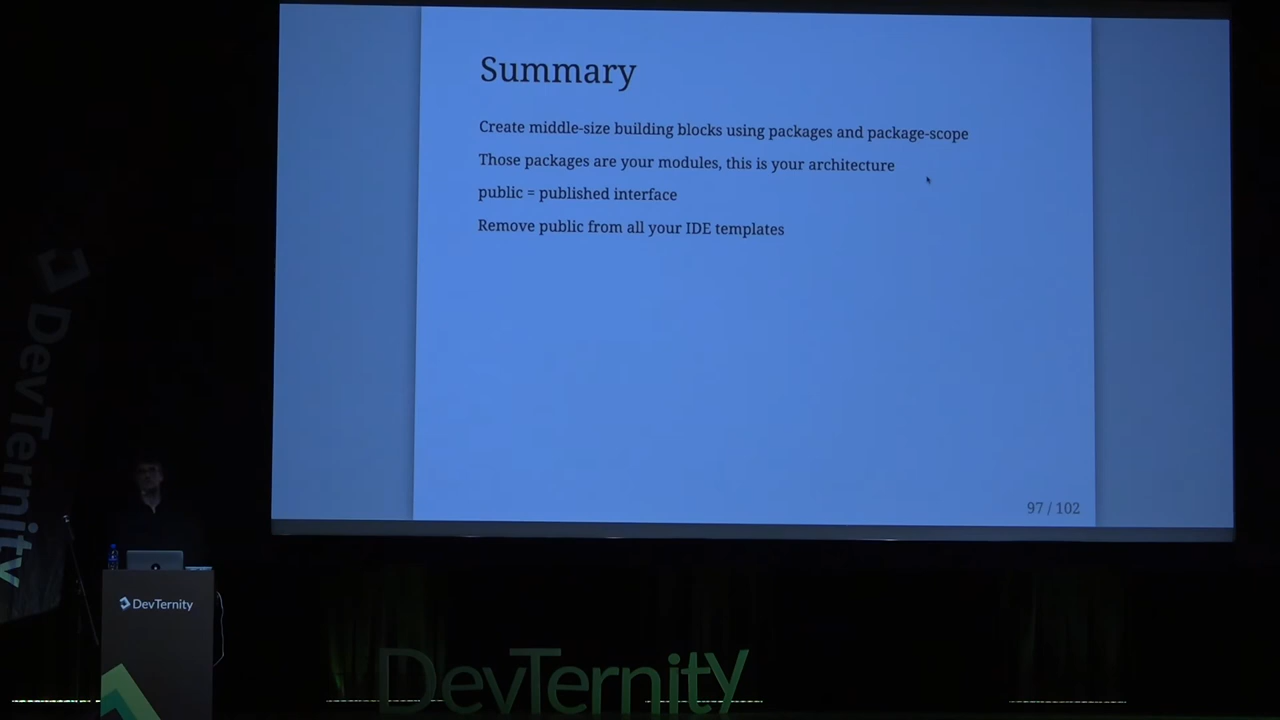 Summary
Create middle-size building blocks using packages and package-scope
Those packages are your modules, this is your architecture
public = published interface
Remove public from all your IDE templates
97 / 102
DevTernity
DevTernity
DevTernity